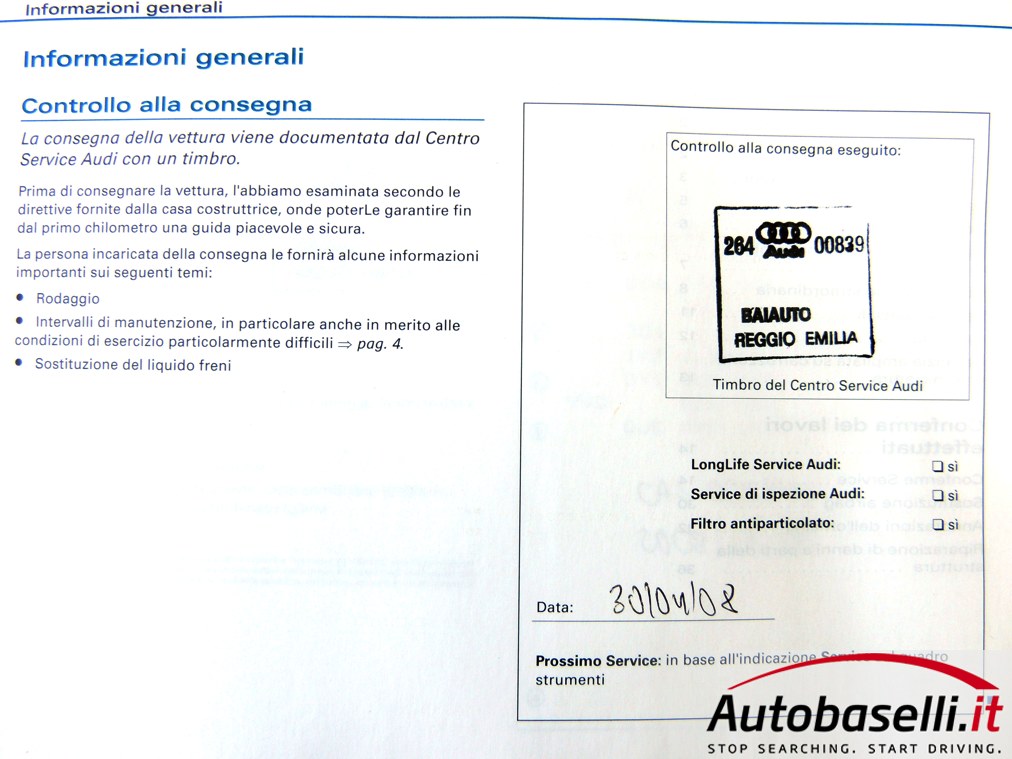 Informazioni generali
Informazioni generali
Controllo alla consegna
La consegna della vettura viene documentata dal Centro
Service Audi con un timbro.
Prima di consegnare la vettura, l'abbiamo esaminata secondo le
direttive fornite dalla casa costruttrice, onde poterLe garantire fin
dal primo chilometro una guida piacevole e sicura.
La persona incaricata della consegna le fornirà alcune informazioni
importanti sui seguenti temi:
• Rodaggio
• Intervalli di manutenzione, in particolare anche in merito alle
condizioni di esercizio particolarmente difficili ⇒ pag. 4.
• Sostituzione del liquido freni
Controllo alla consegna eseguito:
264 Audi 00839
BAIAUTO
REGGIO EMILIA
Timbro del Centro Service Audi
LongLife Service Audi: ❏ sì
Service di ispezione Audi: ❏ sì
Filtro antiparticolato: ❏ sì
Data: 30/04/08
Prossimo Service: in base all'indicazione Service quadro
strumenti
Autobaselli.it
STOP SEARCHING. START DRIVING.